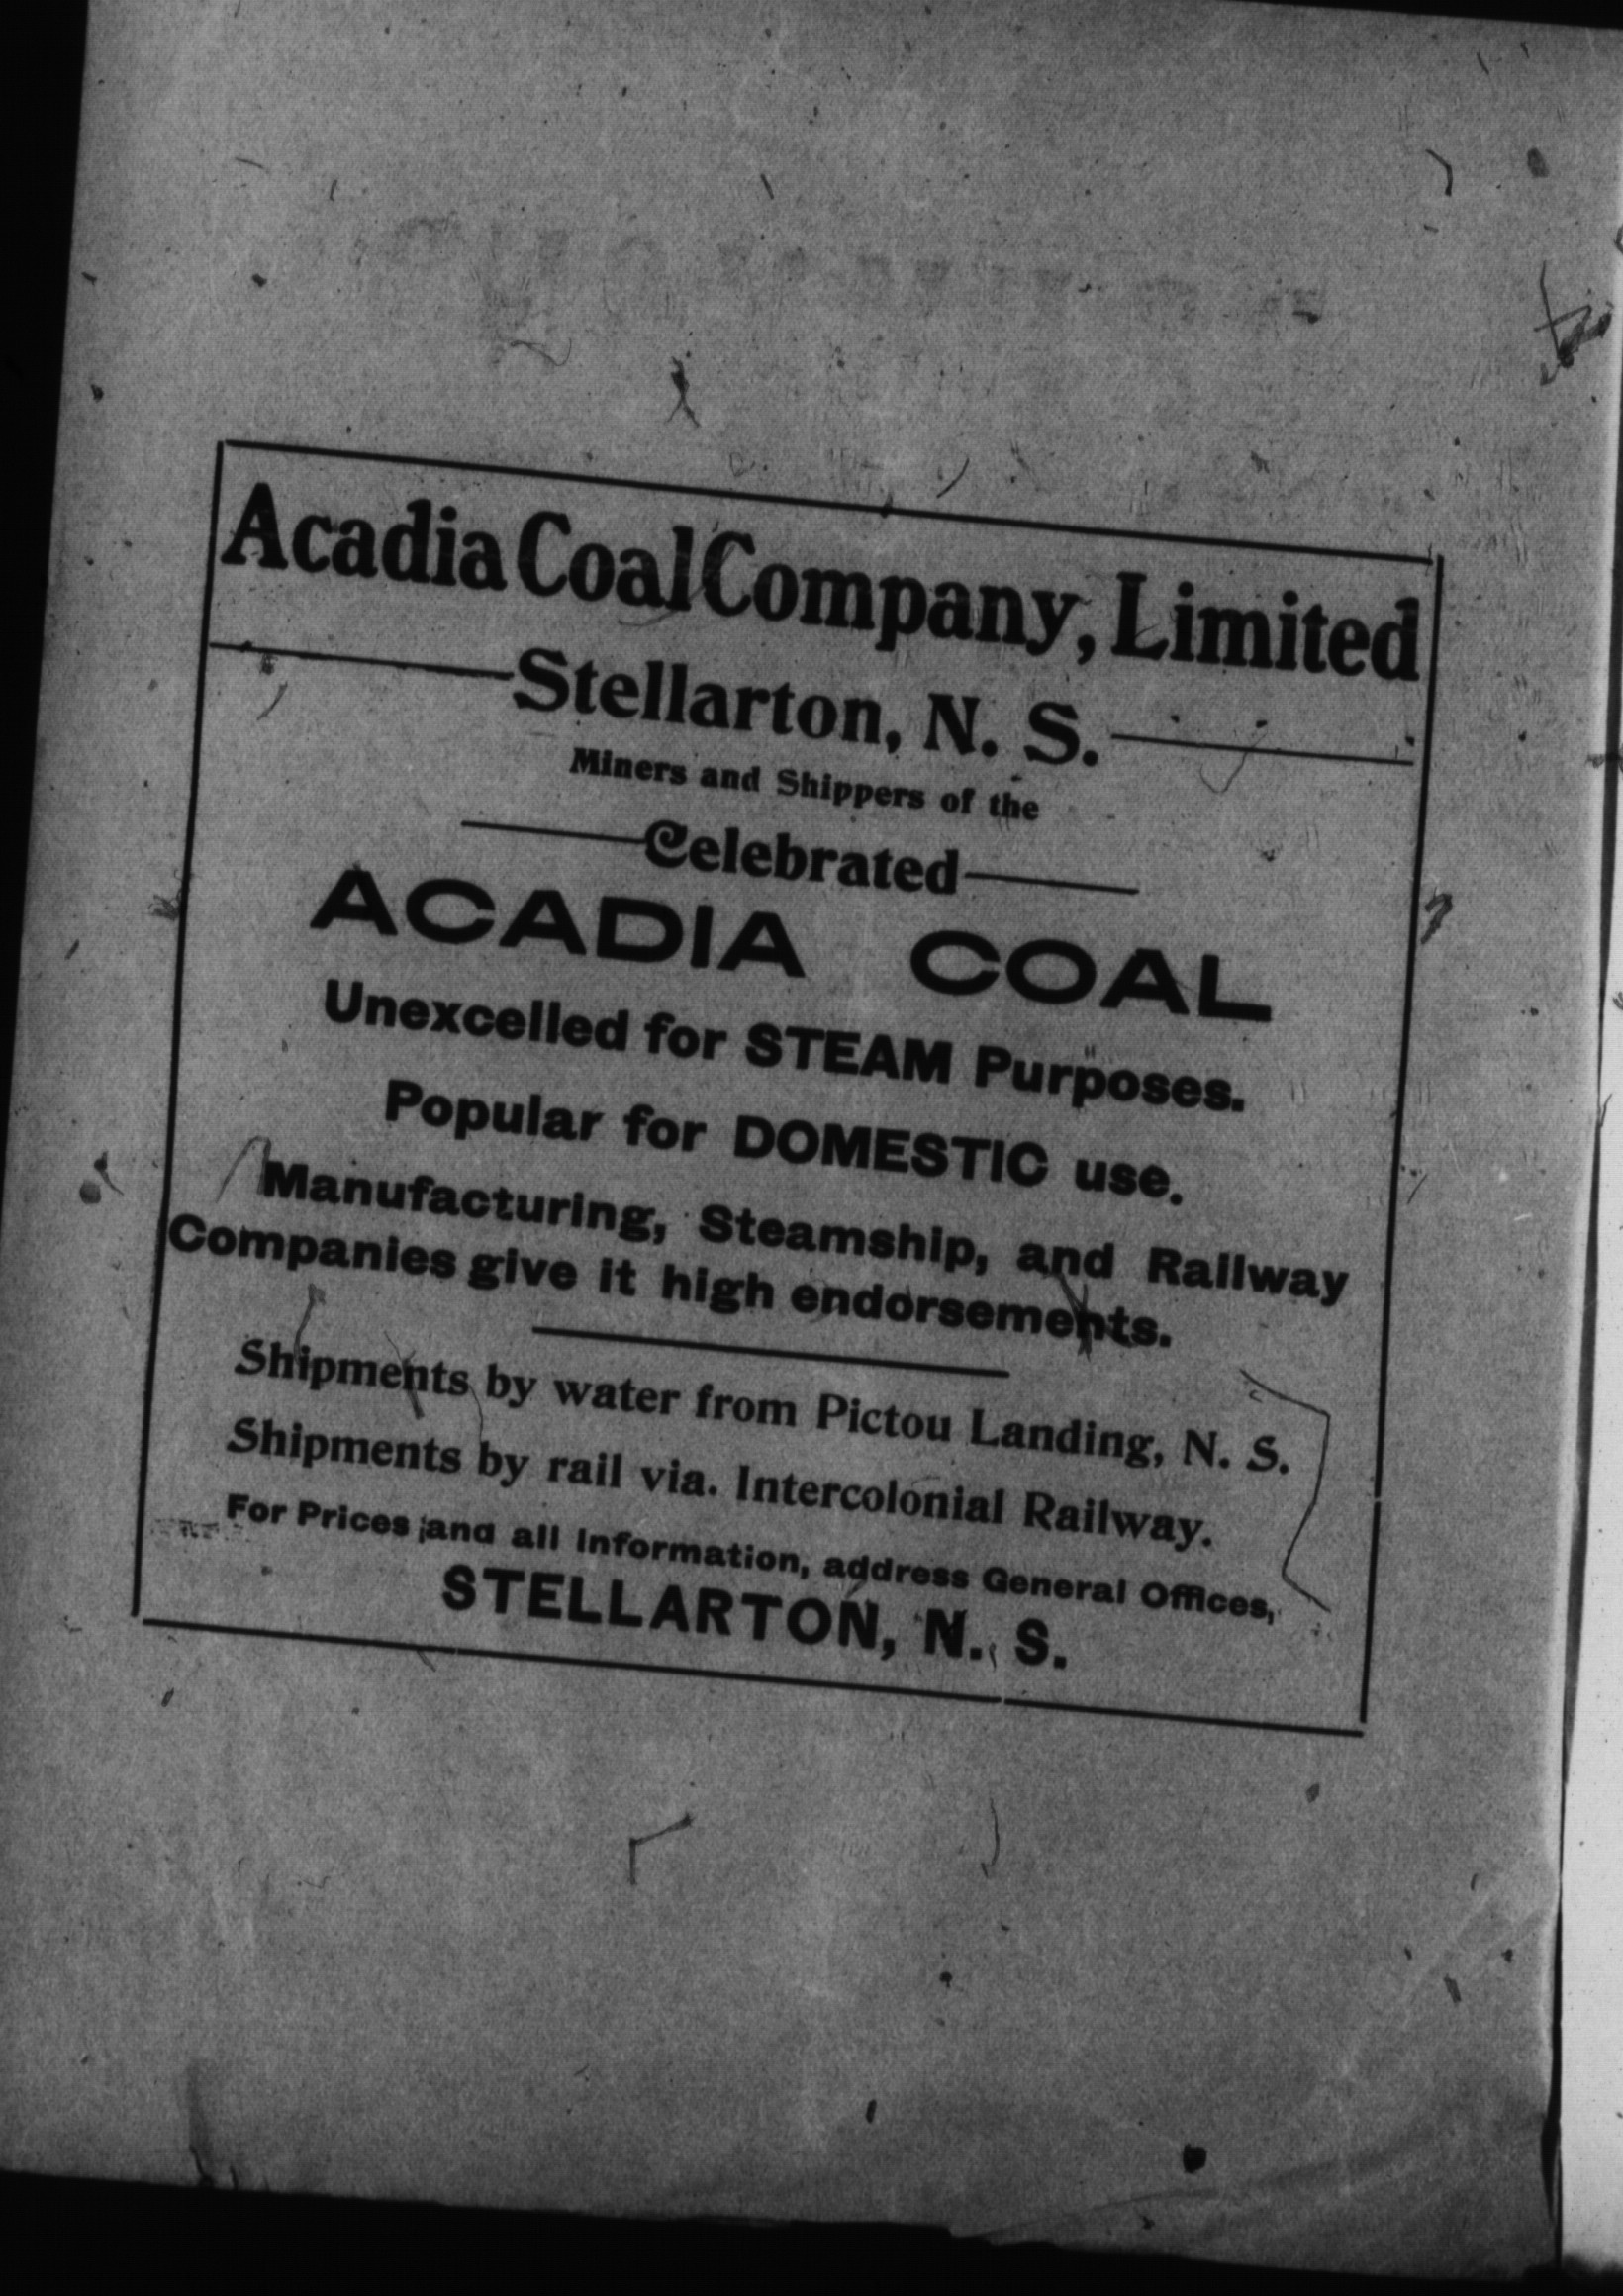 Acadia Coal Company, Limited
Stellarton, N. S.
Miners and Shippers of the
Celebrated
ACADIA COAL
Unexcelled for STEAM Purposes.
Popular for DOMESTIC use.
Manufacturing, Steamship, and Railway
Companies give it high endorsements.
Shipments by water from Pictou Landing, N. S.
Shipments by rail via. Intercolonial Railway.
For Prices and all information, address General Offices,
STELLARTON, N. S.